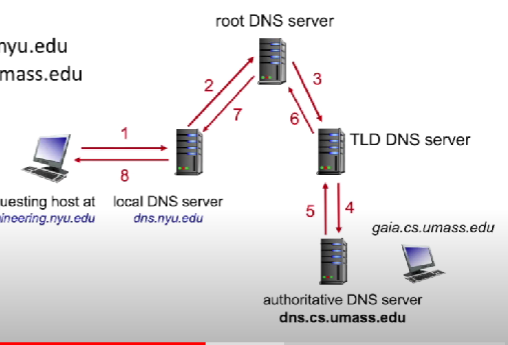 nyu.edu
mass.edu
root DNS server
2
3
7
6
1
8
TLD DNS server
5
4
local DNS server
dns.nyu.edu
gaia.cs.umass.edu
host at
.nyu.edu
authoritative DNS server
dns.cs.umass.edu